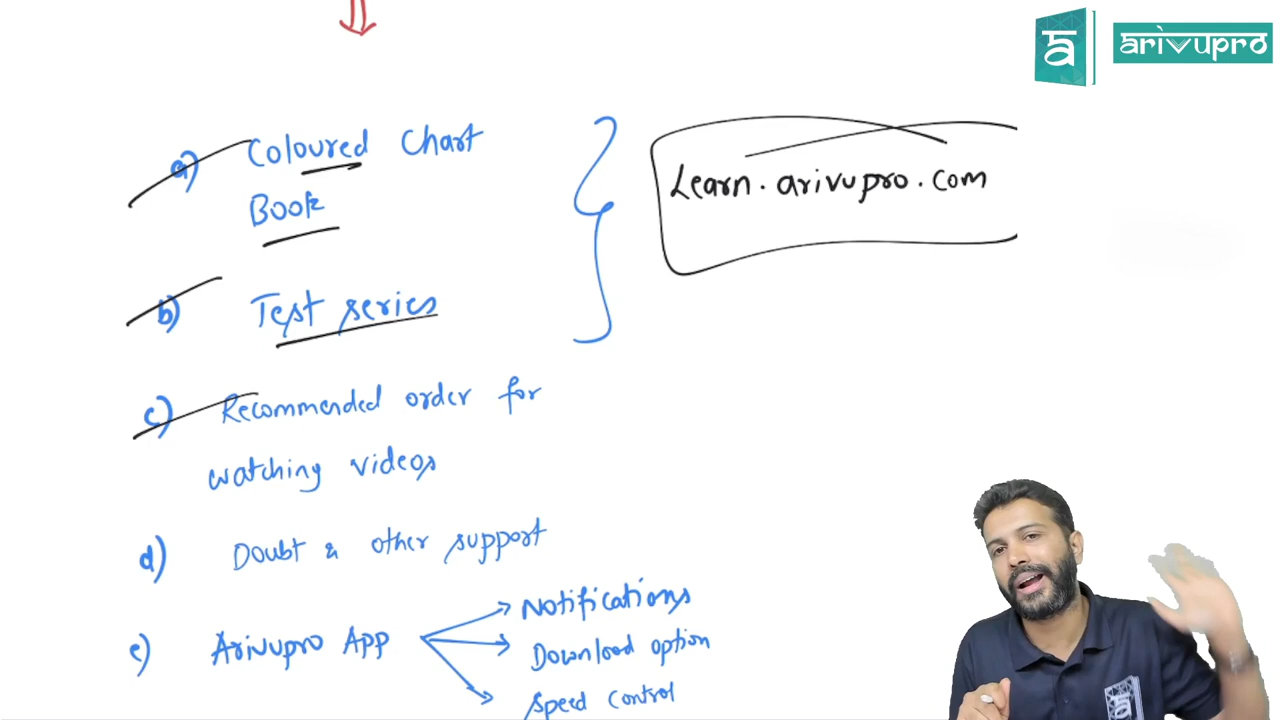 arivupro
a) Coloured Chart
Book
Learn.arivupro.com
b) Test series
c) Recommended order for
watching videos
d) Doubt & other support
e) Arivupro App
Notifications
Download option
Speed control